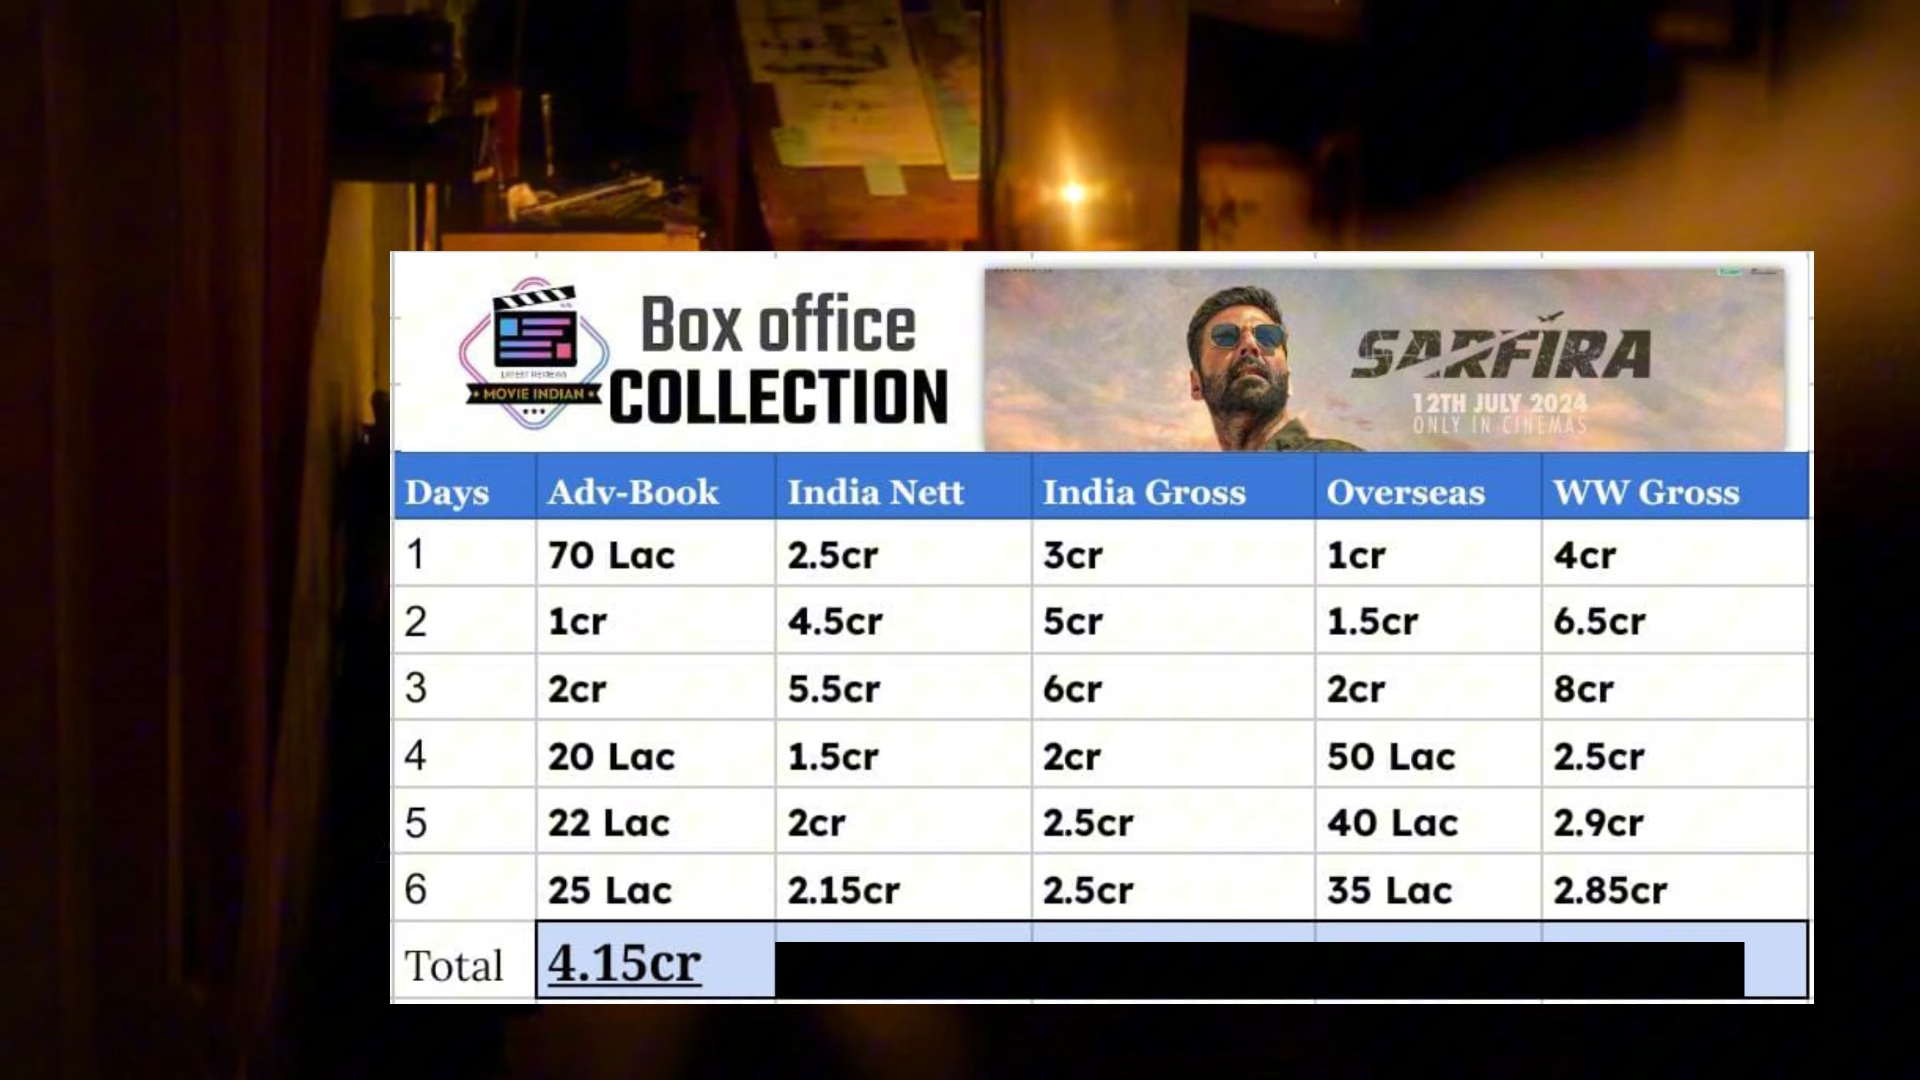 LATEST REVIEWS
★ MOVIE INDIAN ★
Box office
COLLECTION
SARFIRA
12TH JULY 2024
ONLY IN CINEMAS
Days Adv-Book India Nett India Gross Overseas WW Gross
1 70 Lac 2.5cr 3cr 1cr 4cr
2 1cr 4.5cr 5cr 1.5cr 6.5cr
3 2cr 5.5cr 6cr 2cr 8cr
4 20 Lac 1.5cr 2cr 50 Lac 2.5cr
5 22 Lac 2cr 2.5cr 40 Lac 2.9cr
6 25 Lac 2.15cr 2.5cr 35 Lac 2.85cr
Total 4.15cr